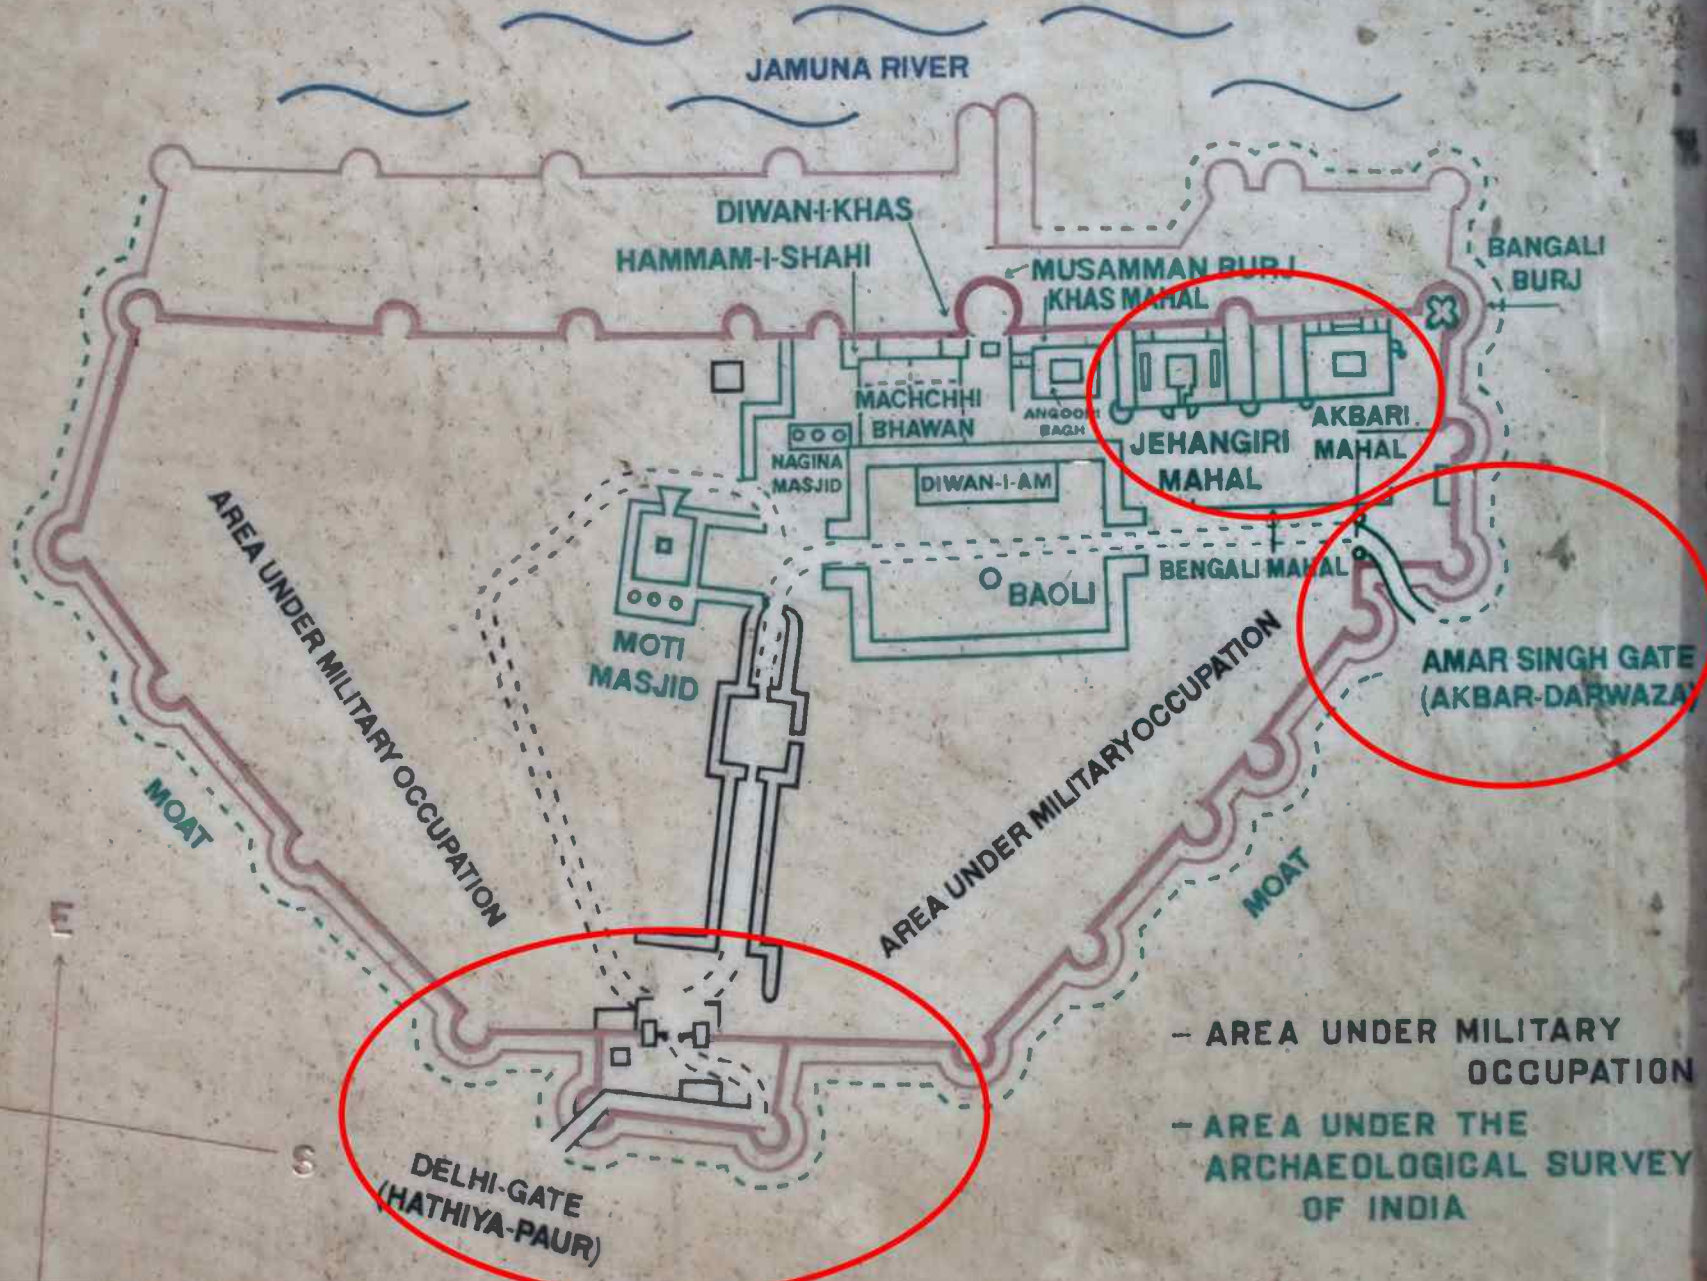 JAMUNA RIVER
DIWAN-I-KHAS
HAMMAM-I-SHAHI
MUSAMMAN BURJ
KHAS MAHAL
BANGALI
BURJ
MACHCHHI
BHAWAN
ANGOORI
BAGH
JEHANGIRI
MAHAL
AKBARI
MAHAL
NAGINA
MASJID
DIWAN-I-AM
BENGALI MAHAL
BAOLI
MOTI
MASJID
AMAR SINGH GATE
(AKBAR-DARWAZA)
AREA UNDER MILITARY OCCUPATION
AREA UNDER MILITARY OCCUPATION
MOAT
MOAT
E
S
DELHI-GATE
(HATHIYA-PAUR)
- AREA UNDER MILITARY
OCCUPATION
- AREA UNDER THE
ARCHAEOLOGICAL SURVEY
OF INDIA